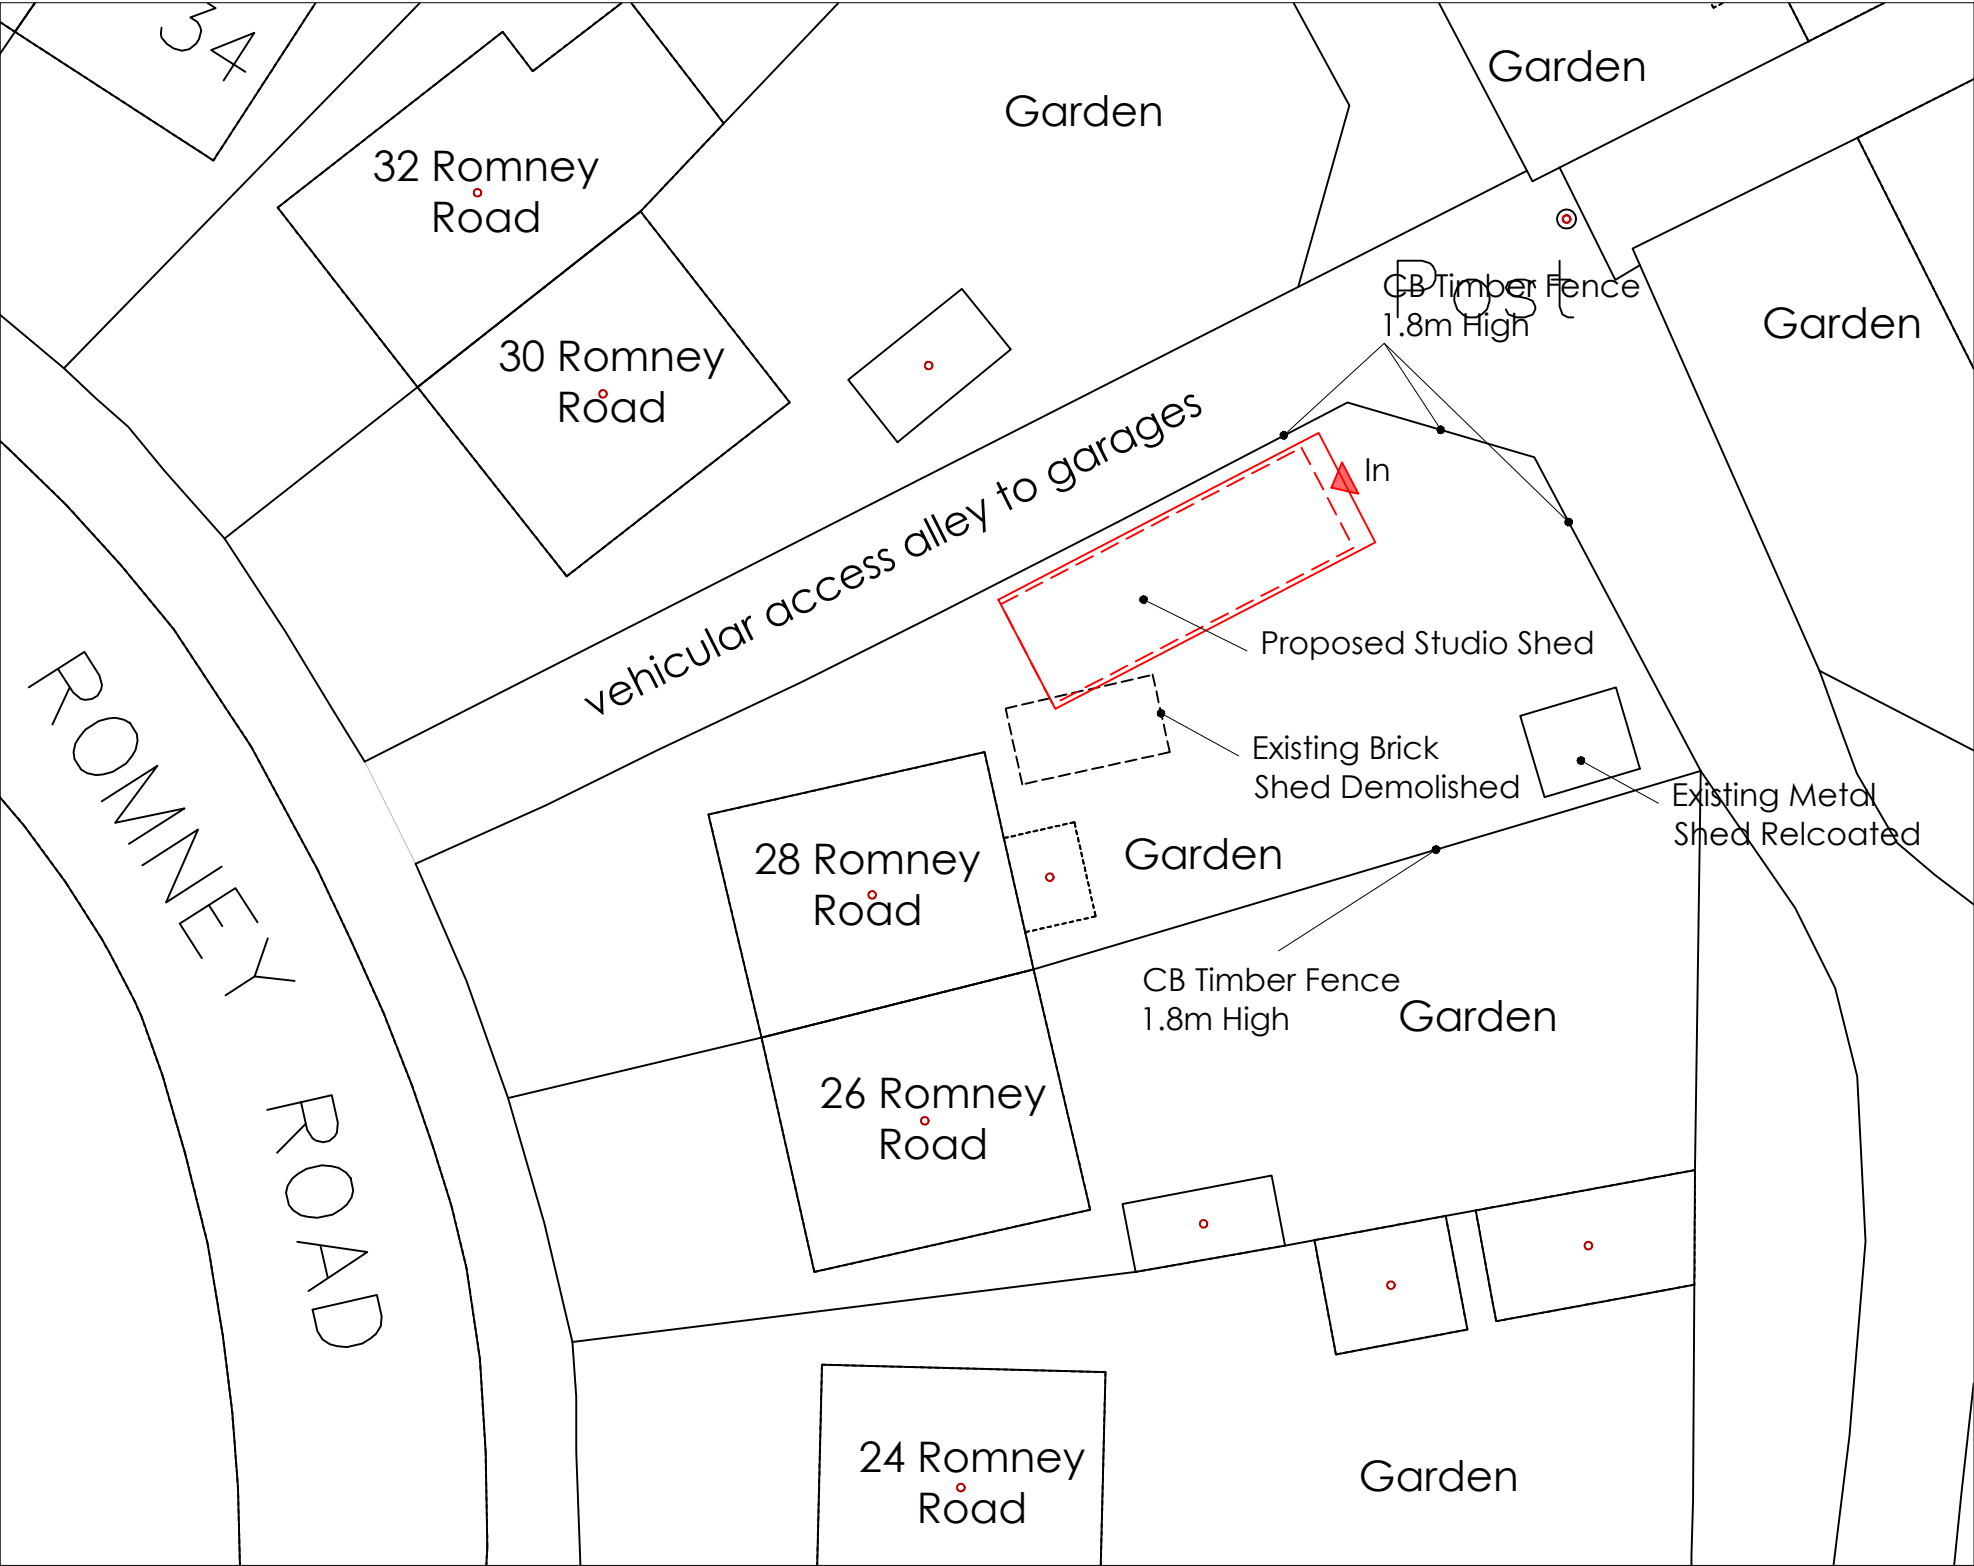 34
Garden
Garden
32 Romney
Road
Post
CB Timber Fence
1.8m High
Garden
30 Romney
Road
vehicular access alley to garages
In
Proposed Studio Shed
Existing Brick
Shed Demolished
Existing Metal
Shed Relcoated
28 Romney
Road
Garden
CB Timber Fence
1.8m High
Garden
26 Romney
Road
ROMNEY ROAD
24 Romney
Road
Garden